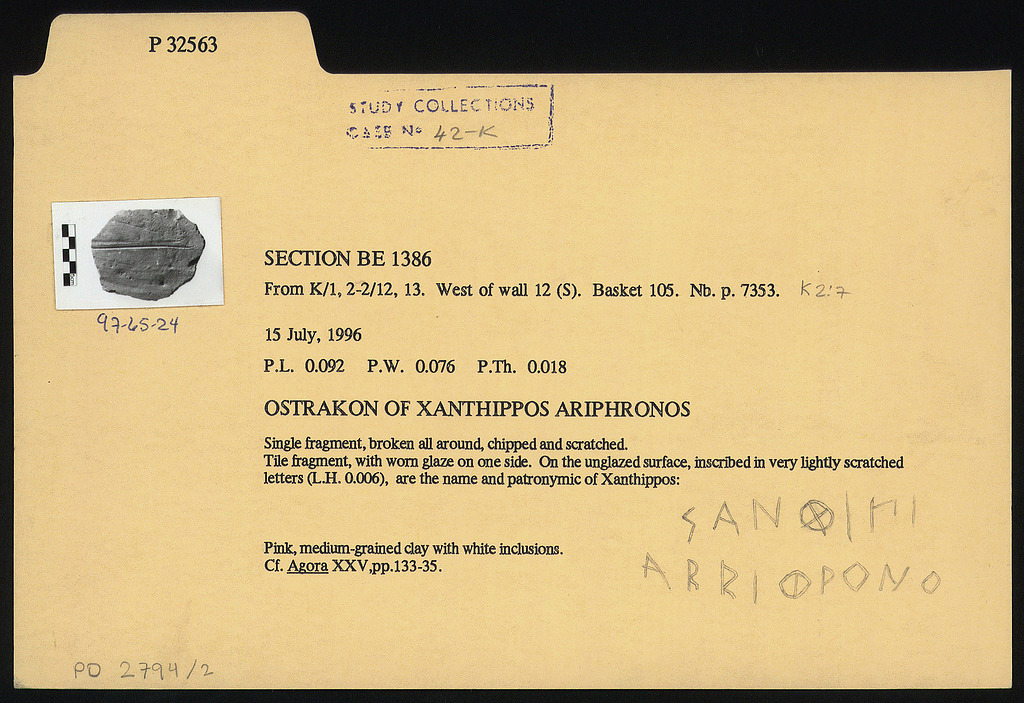 P 32563
STUDY COLLECTIONS
CASE No 42-K
97-65-24
SECTION BE 1386
From K/1, 2-2/12, 13. West of wall 12 (S). Basket 105. Nb. p. 7353. K 2:7
15 July, 1996
P.L. 0.092 P.W. 0.076 P.Th. 0.018
OSTRAKON OF XANTHIPPOS ARIPHRONOS
Single fragment, broken all around, chipped and scratched.
Tile fragment, with worn glaze on one side. On the unglazed surface, inscribed in very lightly scratched
letters (L.H. 0.006), are the name and patronymic of Xanthippos:
ΣΑΝ⊗ΙΠΙ
ΑΡΡΙΦΡΟΝΟ
Pink, medium-grained clay with white inclusions.
Cf. Agora XXV,pp.133-35.
PD 2794/2